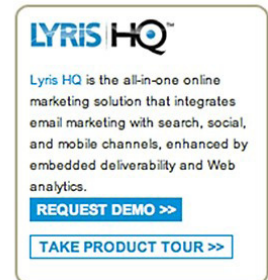 LYRIS HQ™
Lyris HQ is the all-in-one online
marketing solution that integrates
email marketing with search, social,
and mobile channels, enhanced by
embedded deliverability and Web
analytics.
REQUEST DEMO >>
TAKE PRODUCT TOUR >>